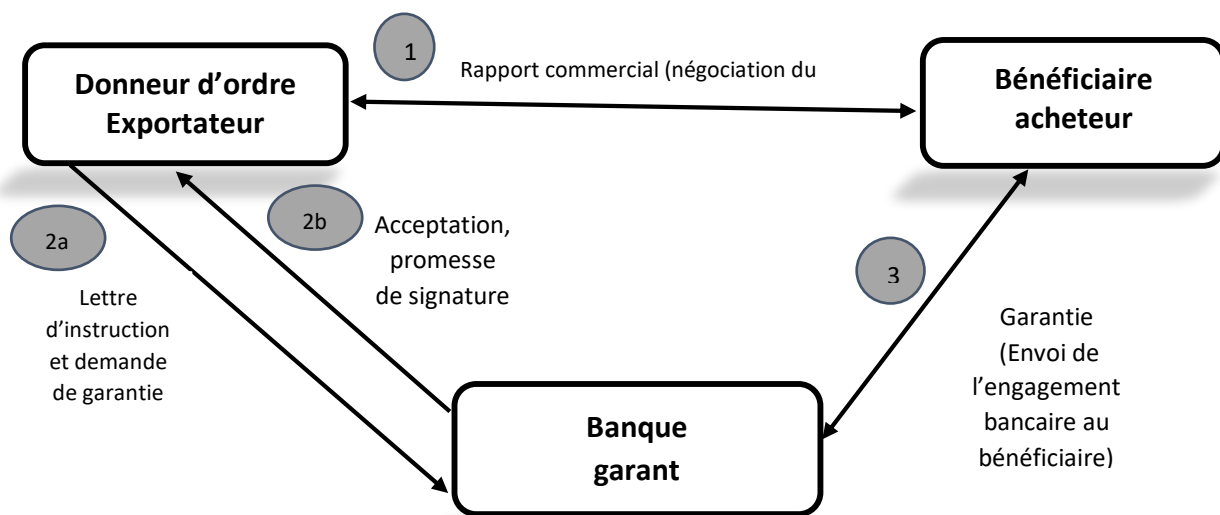 1
Rapport commercial (négociation du
Donneur d’ordre
Exportateur
Bénéficiaire
acheteur
2a
2b
Acceptation,
promesse
de signature
3
Lettre
d’instruction
et demande
de garantie
Garantie
(Envoi de
l’engagement
bancaire au
bénéficiaire)
Banque
garant